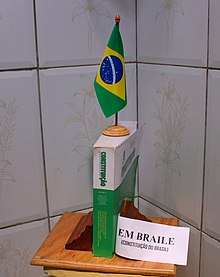 CONSTITUIÇÃO
EM BRAILE
(CONSTITUIÇÃO DO BRASIL)